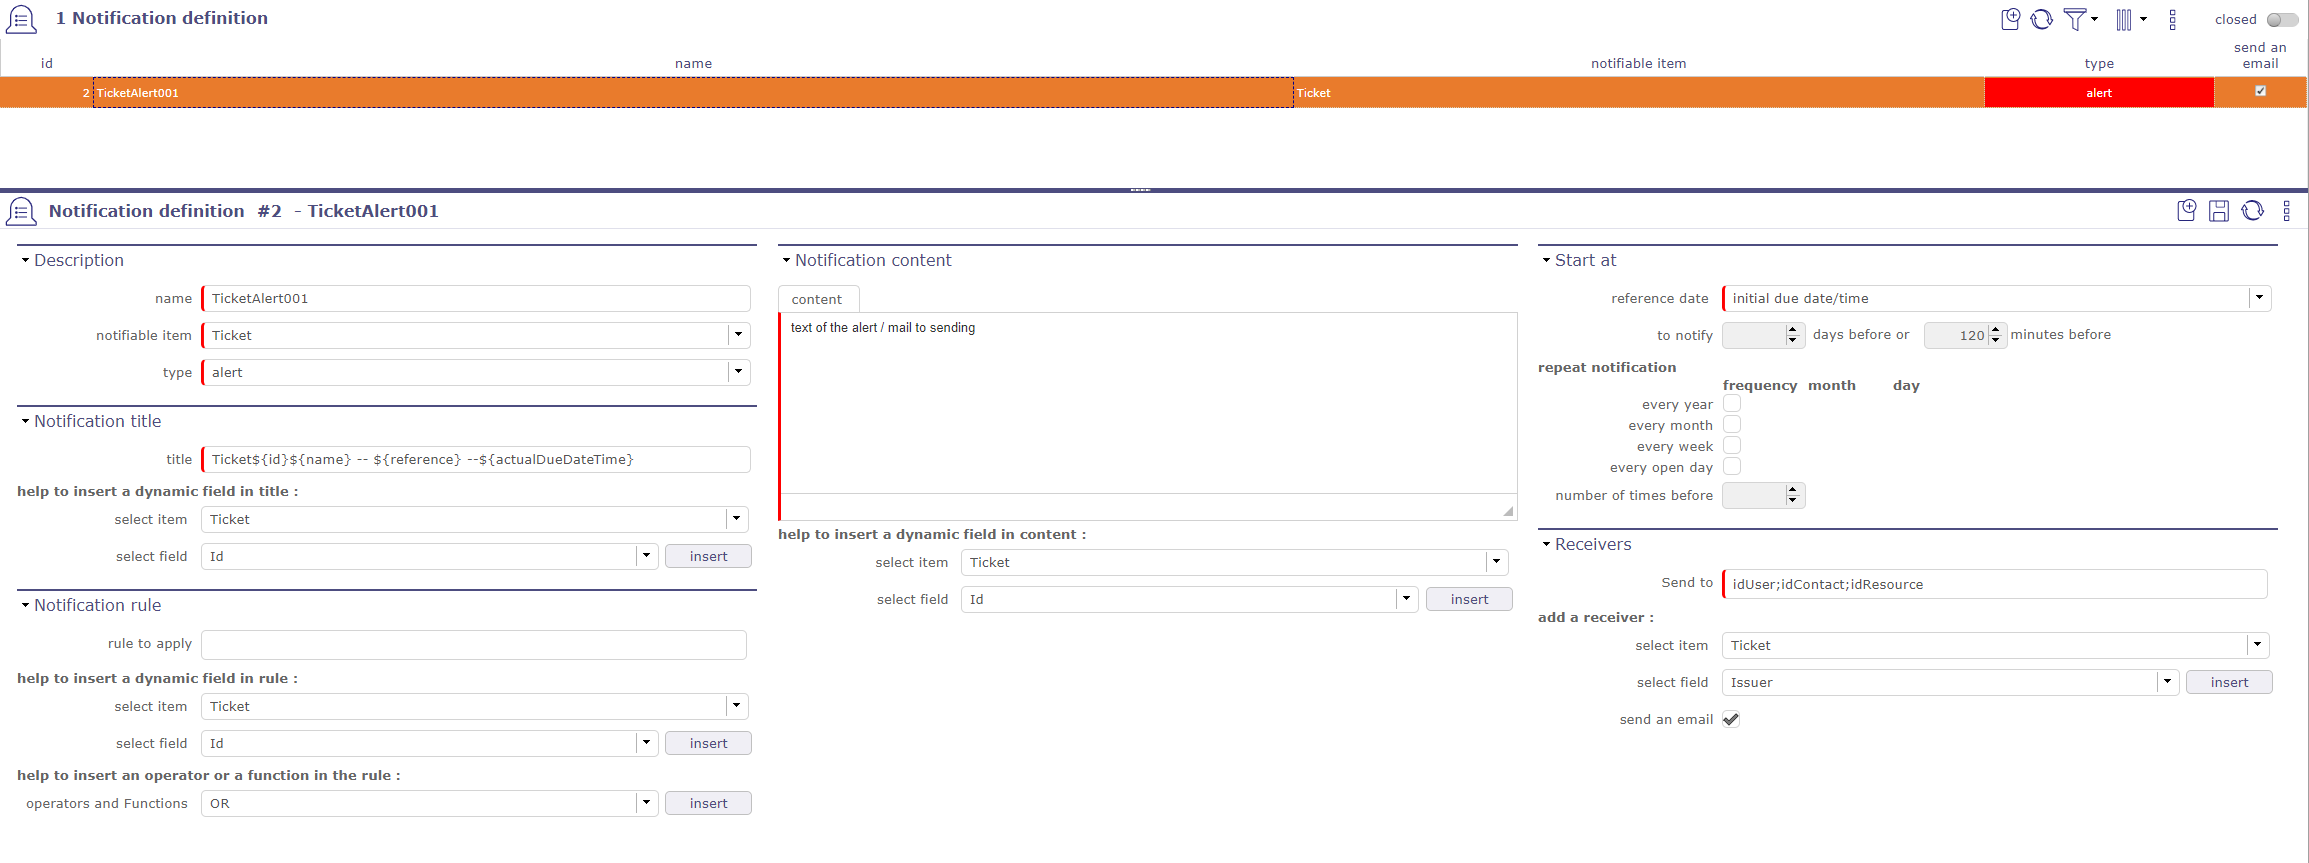 1 Notification definition
closed
id name notifiable item type send an email
2 TicketAlert001 Ticket alert
Notification definition #2 - TicketAlert001
Description
name TicketAlert001
notifiable item Ticket
type alert
Notification title
title Ticket${id}${name} -- ${reference} --${actualDueDateTime}
help to insert a dynamic field in title :
select item Ticket
select field Id insert
Notification rule
rule to apply
help to insert a dynamic field in rule :
select item Ticket
select field Id insert
help to insert an operator or a function in the rule :
operators and Functions OR insert
Notification content
content
text of the alert / mail to sending
help to insert a dynamic field in content :
select item Ticket
select field Id insert
Start at
reference date initial due date/time
to notify days before or 120 minutes before
repeat notification
frequency month day
every year
every month
every week
every open day
number of times before
Receivers
Send to idUser;idContact;idResource
add a receiver :
select item Ticket
select field Issuer insert
send an email